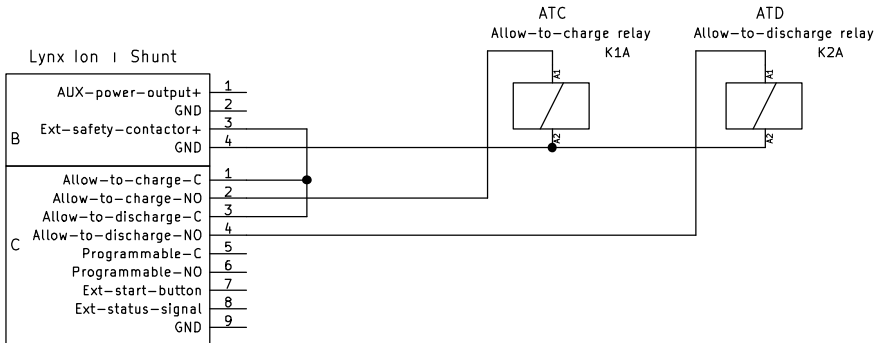 ATC
Allow-to-charge relay
K1A
ATD
Allow-to-discharge relay
K2A
A1
A2
A1
A2
Lynx Ion | Shunt
B
AUX-power-output+ 1
GND 2
Ext-safety-contactor+ 3
GND 4
C
Allow-to-charge-C 1
Allow-to-charge-NO 2
Allow-to-discharge-C 3
Allow-to-discharge-NO 4
Programmable-C 5
Programmable-NO 6
Ext-start-button 7
Ext-status-signal 8
GND 9